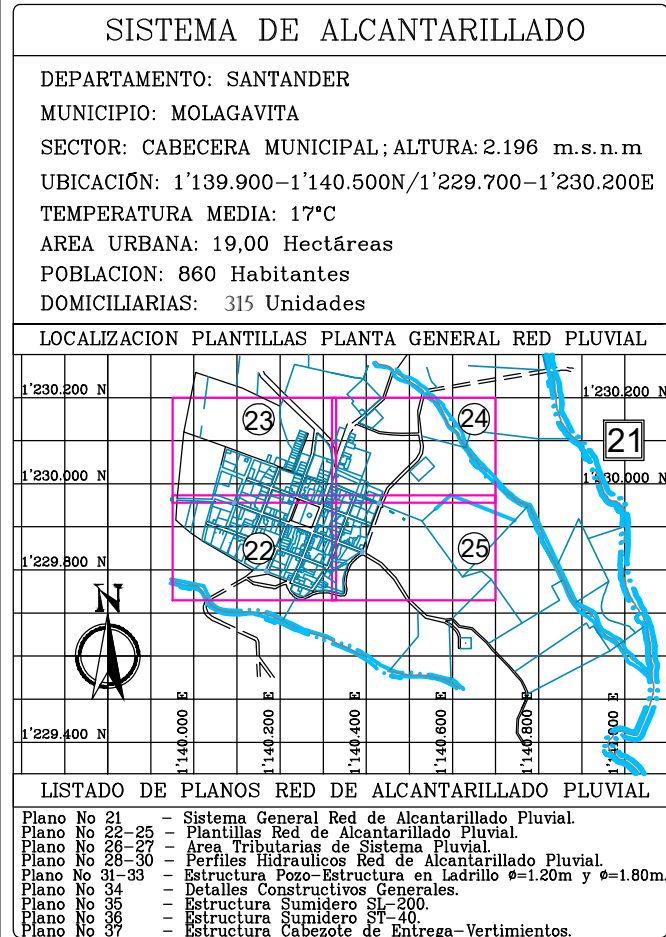 SISTEMA DE ALCANTARILLADO
DEPARTAMENTO: SANTANDER
MUNICIPIO: MOLAGAVITA
SECTOR: CABECERA MUNICIPAL; ALTURA: 2.196 m.s.n.m
UBICACIÓN: 1'139.900-1'140.500N/1'229.700-1'230.200E
TEMPERATURA MEDIA: 17°C
AREA URBANA: 19,00 Hectáreas
POBLACION: 860 Habitantes
DOMICILIARIAS: 315 Unidades
LOCALIZACION PLANTILLAS PLANTA GENERAL RED PLUVIAL
1'230.200 N
1'230.200 N
23
24
21
1'230.000 N
1'230.000 N
22
25
1'229.800 N
N
1'229.400 N
1'140.000 E
1'140.200 E
1'140.400 E
1'140.600 E
1'140.800 E
LISTADO DE PLANOS RED DE ALCANTARILLADO PLUVIAL
Plano No 21 - Sistema General Red de Alcantarillado Pluvial.
Plano No 22-25 - Plantillas Red de Alcantarillado Pluvial.
Plano No 26-27 - Area Tributarias de Sistema Pluvial.
Plano No 28-30 - Perfiles Hidraulicos Red de Alcantarillado Pluvial.
Plano No 31-33 - Estructura Pozo-Estructura en Ladrillo ø=1.20m y ø=1.80m.
Plano No 34 - Detalles Constructivos Generales.
Plano No 35 - Estructura Sumidero SL-200.
Plano No 36 - Estructura Sumidero ST-40.
Plano No 37 - Estructura Cabezote de Entrega-Vertimientos.